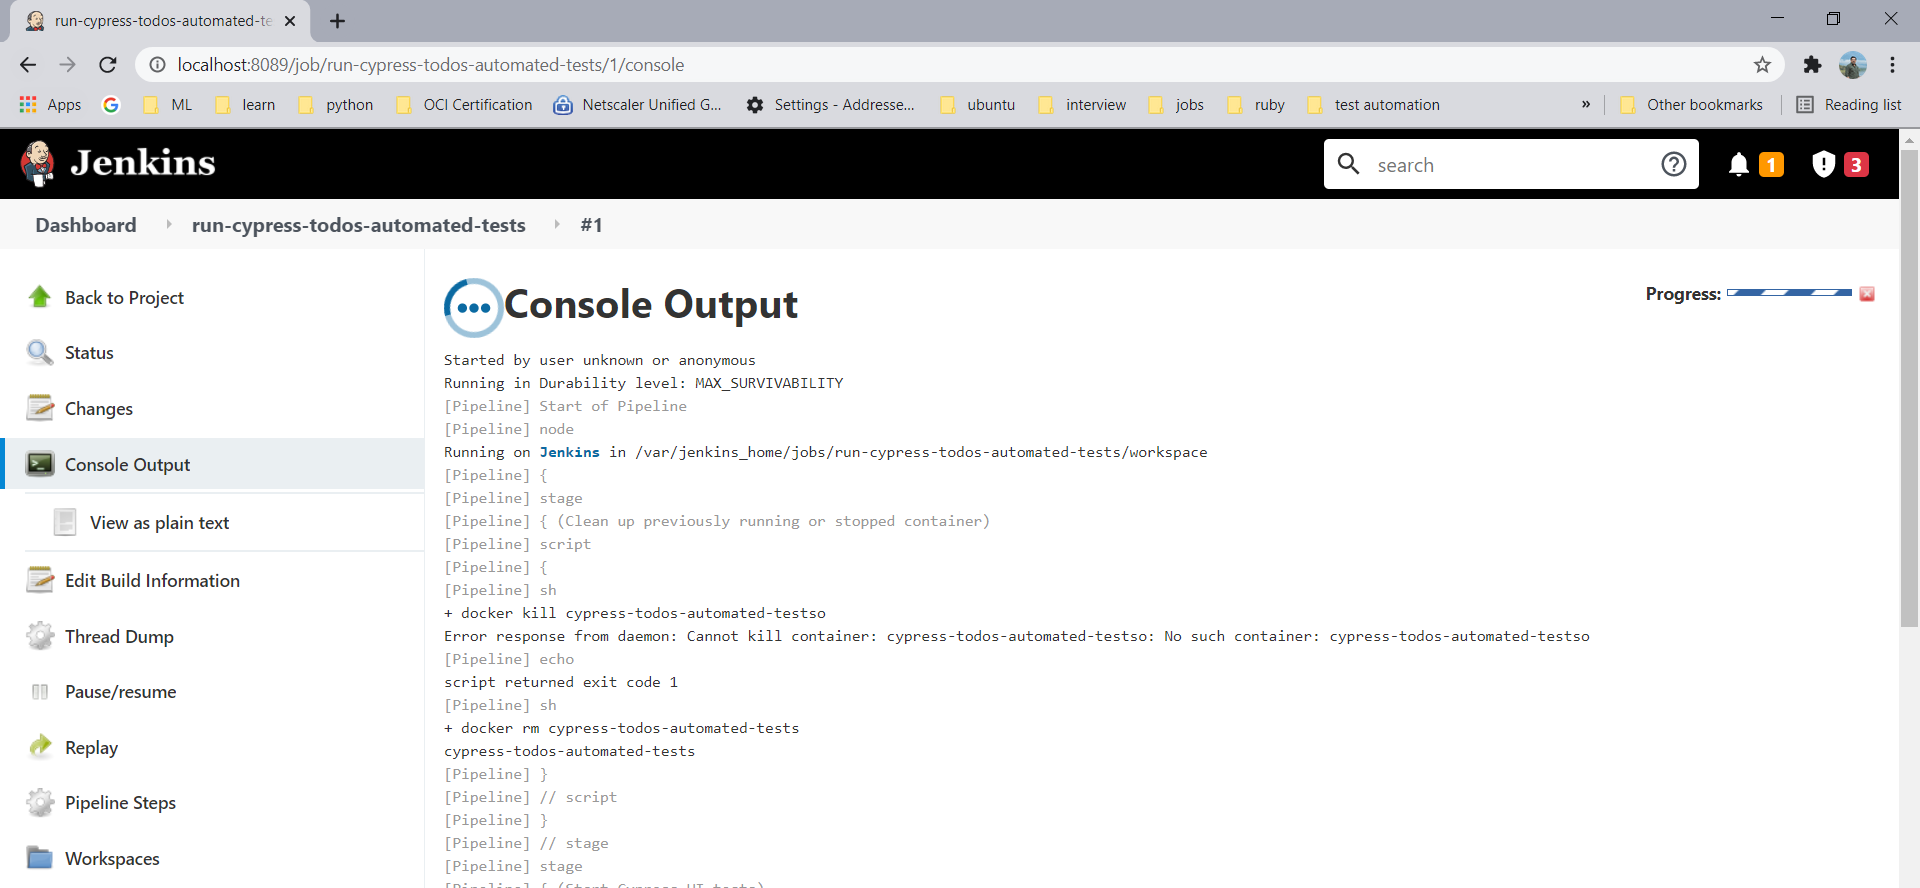 run-cypress-todos-automated-te
localhost:8089/job/run-cypress-todos-automated-tests/1/console
Apps ML learn python OCI Certification Netscaler Unified G... Settings - Addresse... ubuntu interview jobs ruby test automation » Other bookmarks Reading list
Jenkins search 1 3
Dashboard run-cypress-todos-automated-tests #1
Back to Project
Status
Changes
Console Output
View as plain text
Edit Build Information
Thread Dump
Pause/resume
Replay
Pipeline Steps
Workspaces
Console Output
Progress:
Started by user unknown or anonymous
Running in Durability level: MAX_SURVIVABILITY
[Pipeline] Start of Pipeline
[Pipeline] node
Running on Jenkins in /var/jenkins_home/jobs/run-cypress-todos-automated-tests/workspace
[Pipeline] {
[Pipeline] stage
[Pipeline] { (Clean up previously running or stopped container)
[Pipeline] script
[Pipeline] {
[Pipeline] sh
+ docker kill cypress-todos-automated-testso
Error response from daemon: Cannot kill container: cypress-todos-automated-testso: No such container: cypress-todos-automated-testso
[Pipeline] echo
script returned exit code 1
[Pipeline] sh
+ docker rm cypress-todos-automated-tests
cypress-todos-automated-tests
[Pipeline] }
[Pipeline] // script
[Pipeline] }
[Pipeline] // stage
[Pipeline] stage
[Pipeline] { (Start Cypress UI tests)